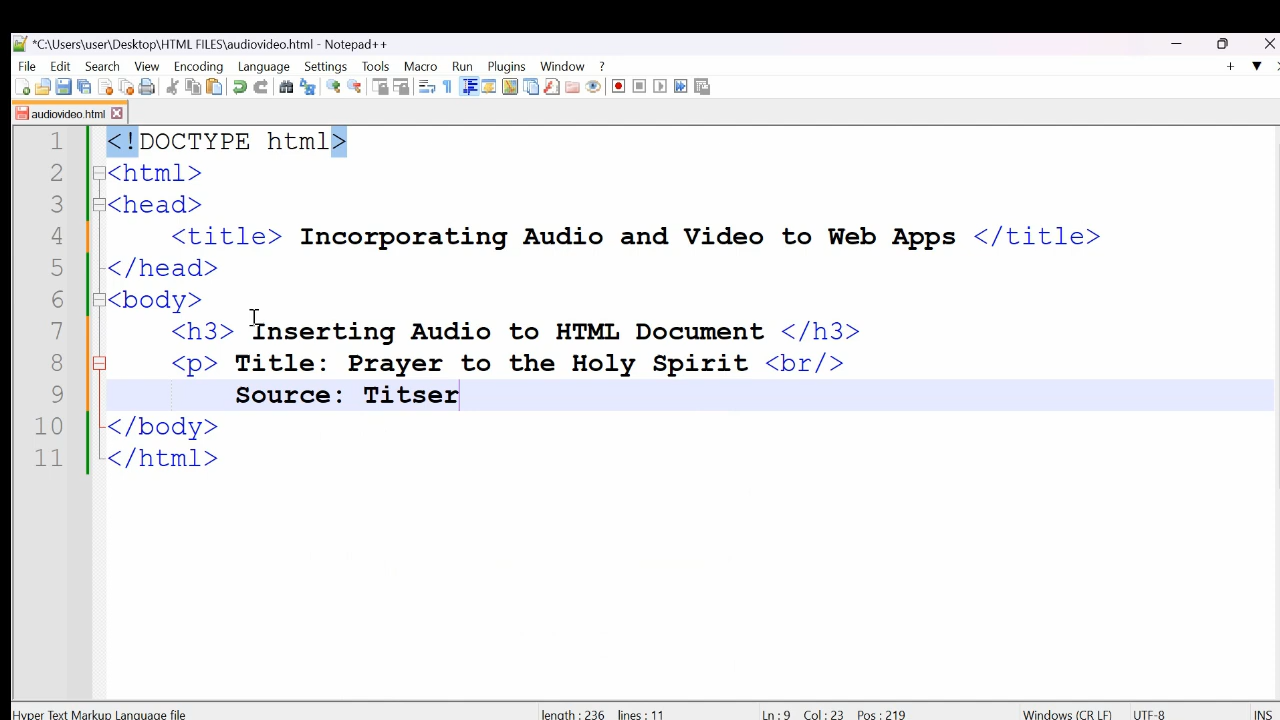 *C:\Users\user\Desktop\HTML FILES\audiovideo.html - Notepad++
File Edit Search View Encoding Language Settings Tools Macro Run Plugins Window ?
audiovideo.html
1 <!DOCTYPE html>
2 <html>
3 <head>
4 <title> Incorporating Audio and Video to Web Apps </title>
5 </head>
6 <body>
7 <h3> Inserting Audio to HTML Document </h3>
8 <p> Title: Prayer to the Holy Spirit <br/>
9 Source: Titser
10 </body>
11 </html>
Hyper Text Markup Language file length : 236 lines : 11 Ln : 9 Col : 23 Pos : 219 Windows (CR LF) UTF-8 INS